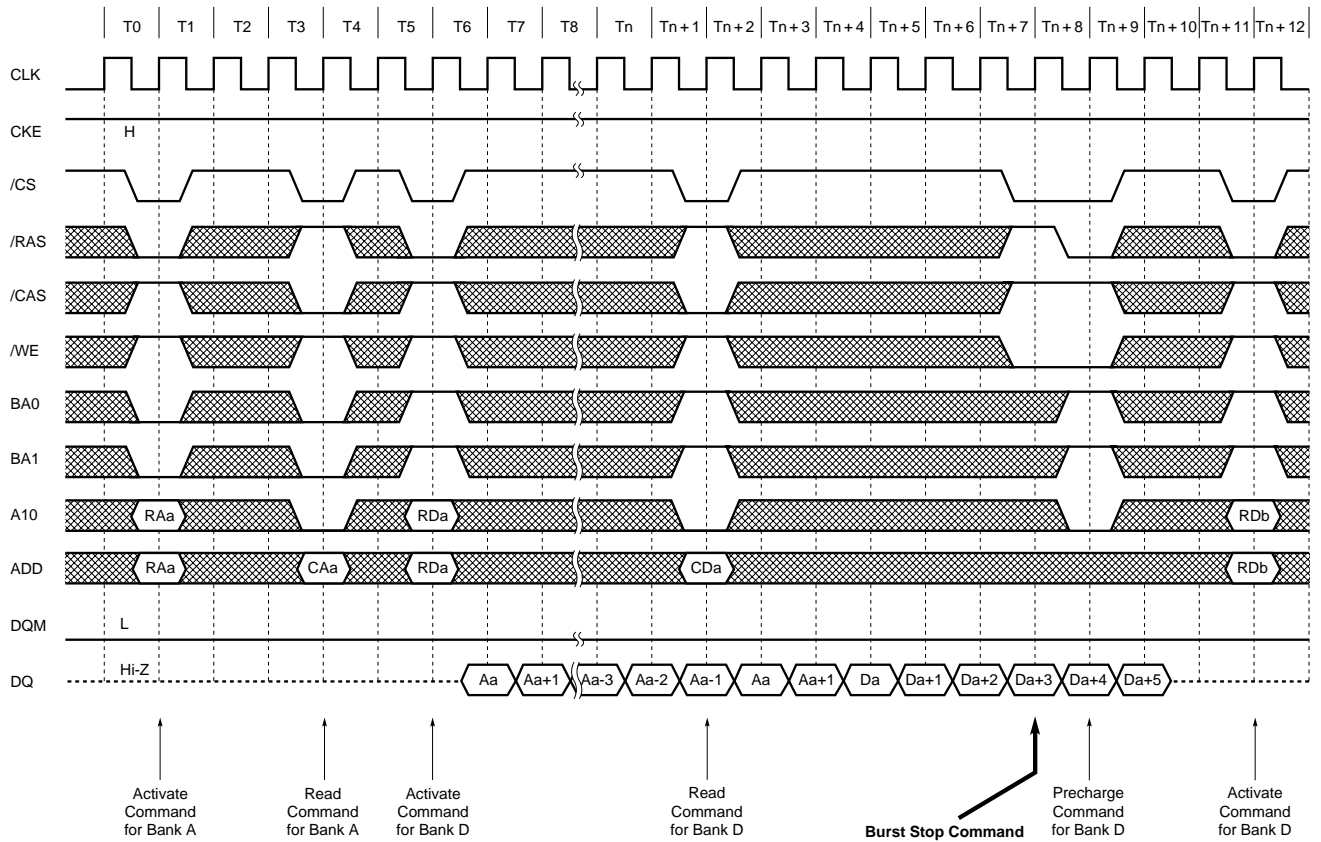 T0 T1 T2 T3 T4 T5 T6 T7 T8 Tn Tn+1 Tn+2 Tn+3 Tn+4 Tn+5 Tn+6 Tn+7 Tn+8 Tn+9 Tn+10 Tn+11 Tn+12
CLK
CKE H
/CS
/RAS
/CAS
/WE
BA0
BA1
A10 RAa RDa RDb
ADD RAa CAa RDa CDa RDb
DQM L
DQ Hi-Z Aa Aa+1 Aa-3 Aa-2 Aa-1 Aa Aa+1 Da Da+1 Da+2 Da+3 Da+4 Da+5
Activate
Command
for Bank A
Read
Command
for Bank A
Activate
Command
for Bank D
Read
Command
for Bank D
Burst Stop Command
Precharge
Command
for Bank D
Activate
Command
for Bank D